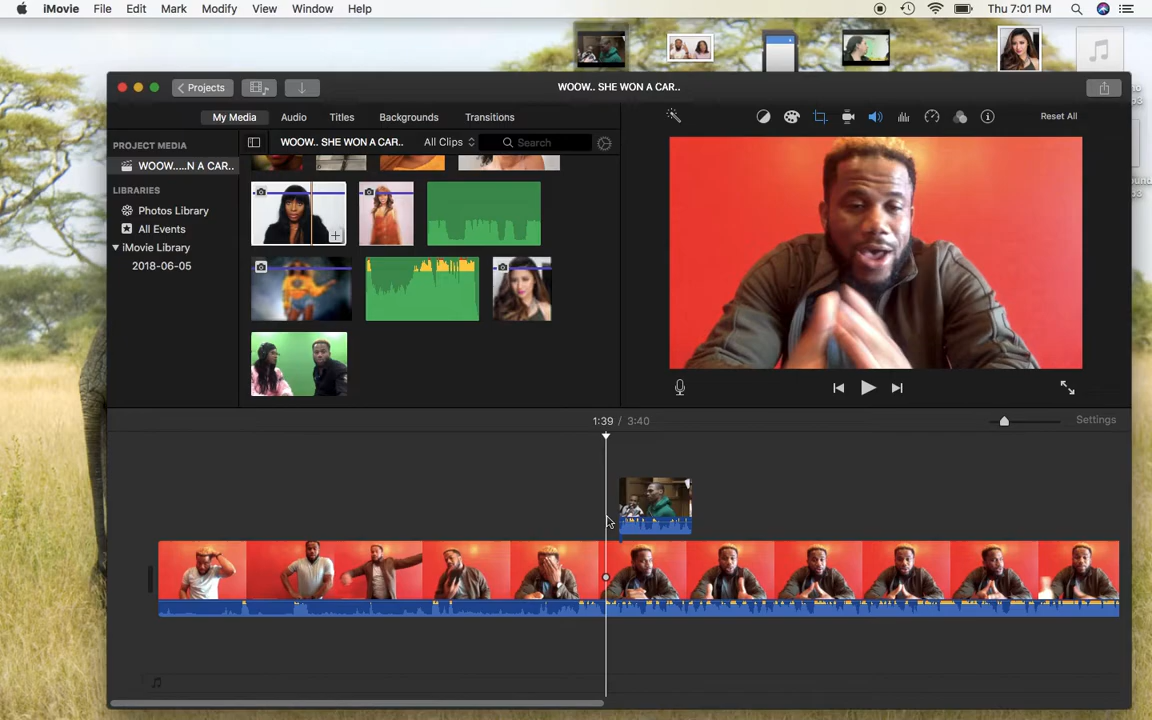 iMovie File Edit Mark Modify View Window Help Thu 7:01 PM
Projects WOOW.. SHE WON A CAR..
My Media Audio Titles Backgrounds Transitions Reset All
PROJECT MEDIA WOOW.. SHE WON A CAR.. All Clips Search
WOOW.....N A CAR..
LIBRARIES
Photos Library
All Events
iMovie Library
2018-06-05
1:39 / 3:40 Settings